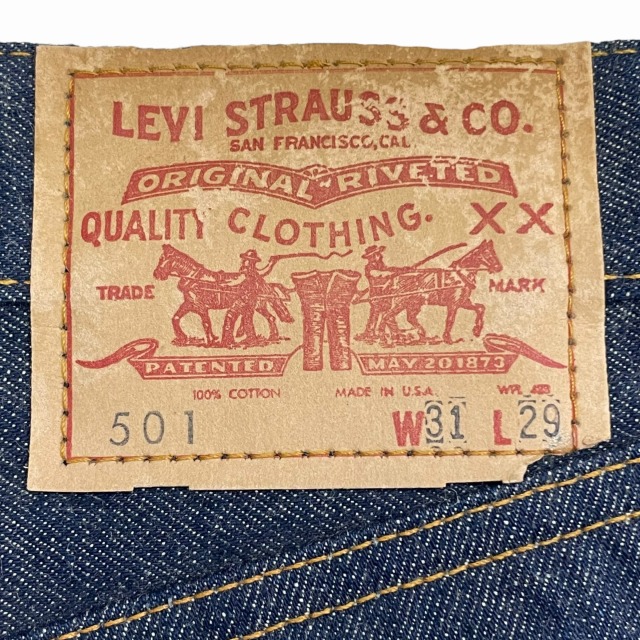 LEVI STRAUSS & CO.
SAN FRANCISCO, CAL.
ORIGINAL RIVETED
QUALITY CLOTHING. XX
TRADE MARK
PATENTED MAY 20 1873
100% COTTON MADE IN U.S.A.
501 W31 L29